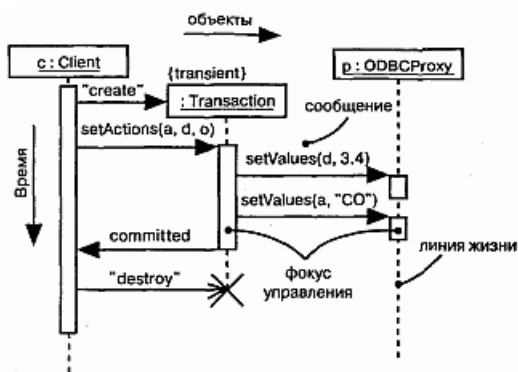 объекты
c : Client
{transient}
p : ODBCProxy
"create"
: Transaction
сообщение
setActions(a, d, o)
setValues(d, 3.4)
Время
setValues(a, "CO")
committed
линия жизни
фокус
управления
"destroy"